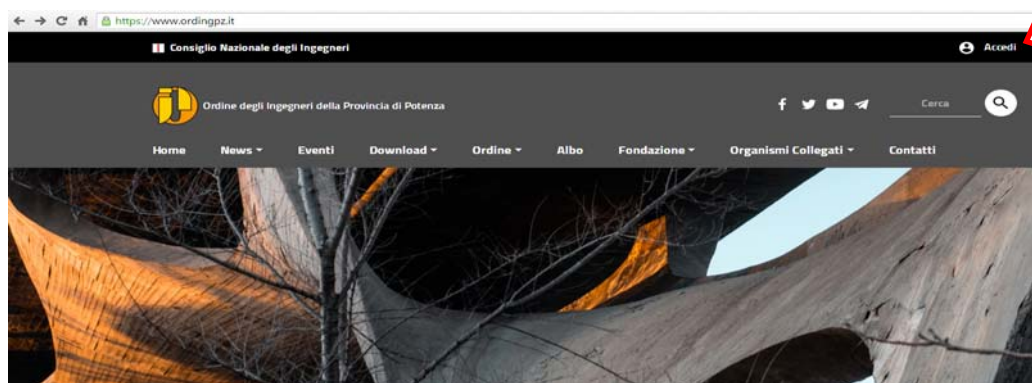 https://www.ordingpz.it
Consiglio Nazionale degli Ingegneri
Accedi
Ordine degli Ingegneri della Provincia di Potenza
Cerca
Home News Eventi Download Ordine Albo Fondazione Organismi Collegati Contatti